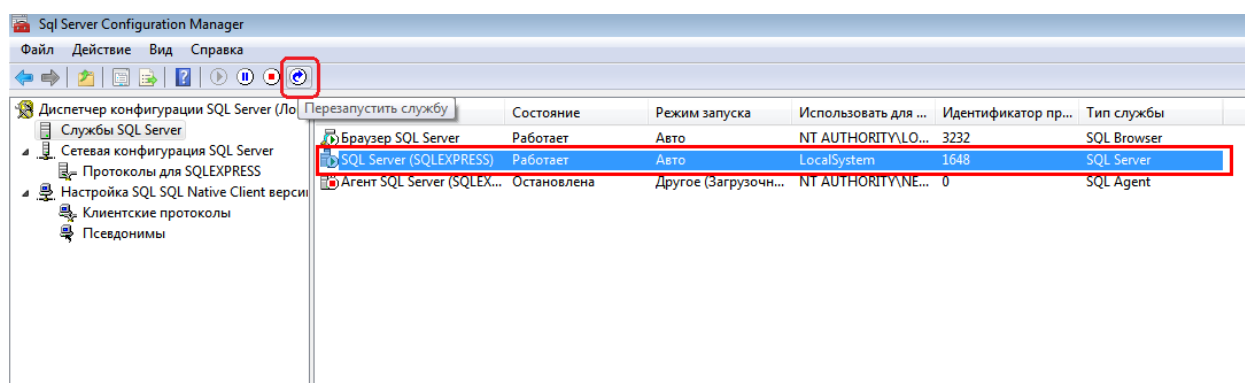 Sql Server Configuration Manager
Файл Действие Вид Справка
Диспетчер конфигурации SQL Server (Ло
Перезапустить службу
Состояние Режим запуска Использовать для ... Идентификатор пр... Тип службы
Службы SQL Server
Браузер SQL Server Работает Авто NT AUTHORITY\LO... 3232 SQL Browser
Сетевая конфигурация SQL Server
SQL Server (SQLEXPRESS) Работает Авто LocalSystem 1648 SQL Server
Протоколы для SQLEXPRESS
Агент SQL Server (SQLEX... Остановлена Другое (Загрузочн... NT AUTHORITY\NE... 0 SQL Agent
Настройка SQL SQL Native Client верси
Клиентские протоколы
Псевдонимы